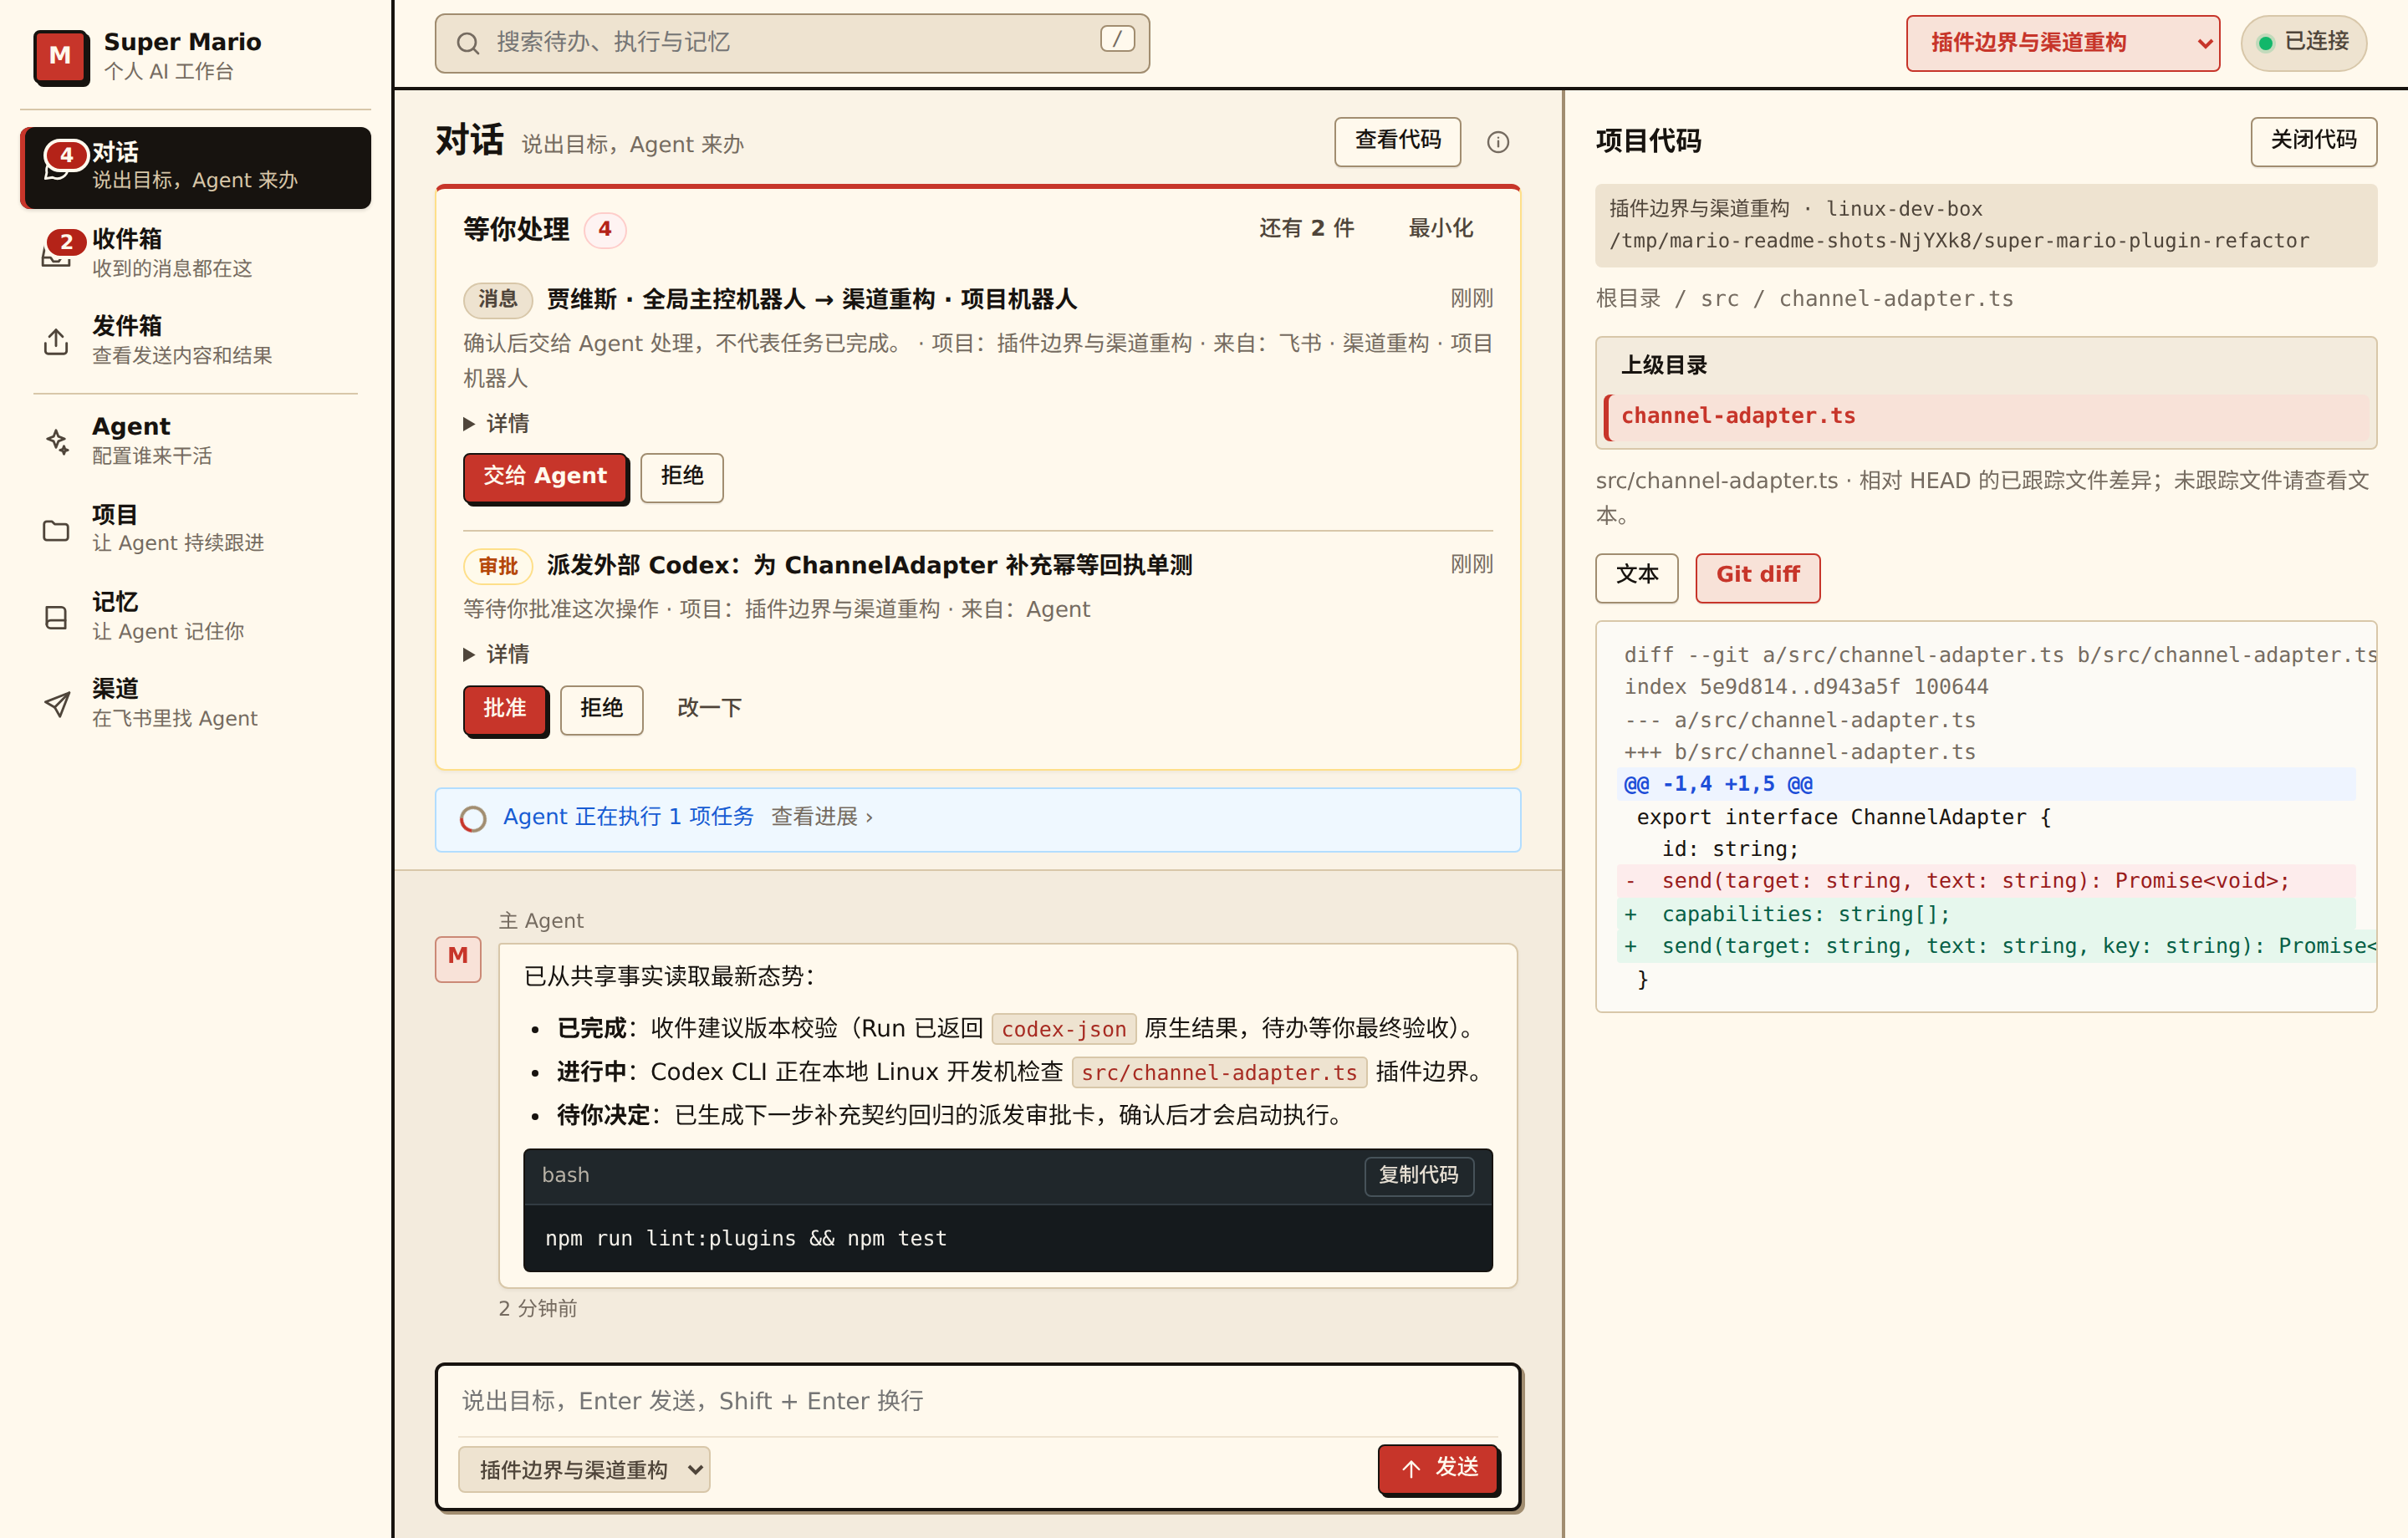 M
Super Mario
个人 AI 工作台
4
对话
说出目标，Agent 来办
2
收件箱
收到的消息都在这
发件箱
查看发送内容和结果
Agent
配置谁来干活
项目
让 Agent 持续跟进
记忆
让 Agent 记住你
渠道
在飞书里找 Agent
搜索待办、执行与记忆
/
插件边界与渠道重构
已连接
对话 说出目标，Agent 来办
查看代码
等你处理 4
还有 2 件 最小化
消息 贾维斯 · 全局主控机器人 → 渠道重构 · 项目机器人 刚刚
确认后交给 Agent 处理，不代表任务已完成。 · 项目：插件边界与渠道重构 · 来自：飞书 · 渠道重构 · 项目
机器人
▶ 详情
交给 Agent 拒绝
审批 派发外部 Codex：为 ChannelAdapter 补充幂等回执单测 刚刚
等待你批准这次操作 · 项目：插件边界与渠道重构 · 来自：Agent
▶ 详情
批准 拒绝 改一下
Agent 正在执行 1 项任务 查看进展 ›
主 Agent
M
已从共享事实读取最新态势：
• 已完成：收件建议版本校验（Run 已返回 codex-json 原生结果，待办等你最终验收）。
• 进行中：Codex CLI 正在本地 Linux 开发机检查 src/channel-adapter.ts 插件边界。
• 待你决定：已生成下一步补充契约回归的派发审批卡，确认后才会启动执行。
bash 复制代码
npm run lint:plugins && npm test
2 分钟前
说出目标，Enter 发送，Shift + Enter 换行
插件边界与渠道重构
发送
项目代码 关闭代码
插件边界与渠道重构 · linux-dev-box
/tmp/mario-readme-shots-NjYXk8/super-mario-plugin-refactor
根目录 / src / channel-adapter.ts
上级目录
channel-adapter.ts
src/channel-adapter.ts · 相对 HEAD 的已跟踪文件差异；未跟踪文件请查看文
本。
文本 Git diff
diff --git a/src/channel-adapter.ts b/src/channel-adapter.ts
index 5e9d814..d943a5f 100644
--- a/src/channel-adapter.ts
+++ b/src/channel-adapter.ts
@@ -1,4 +1,5 @@
export interface ChannelAdapter {
id: string;
- send(target: string, text: string): Promise<void>;
+ capabilities: string[];
+ send(target: string, text: string, key: string): Promise<
}